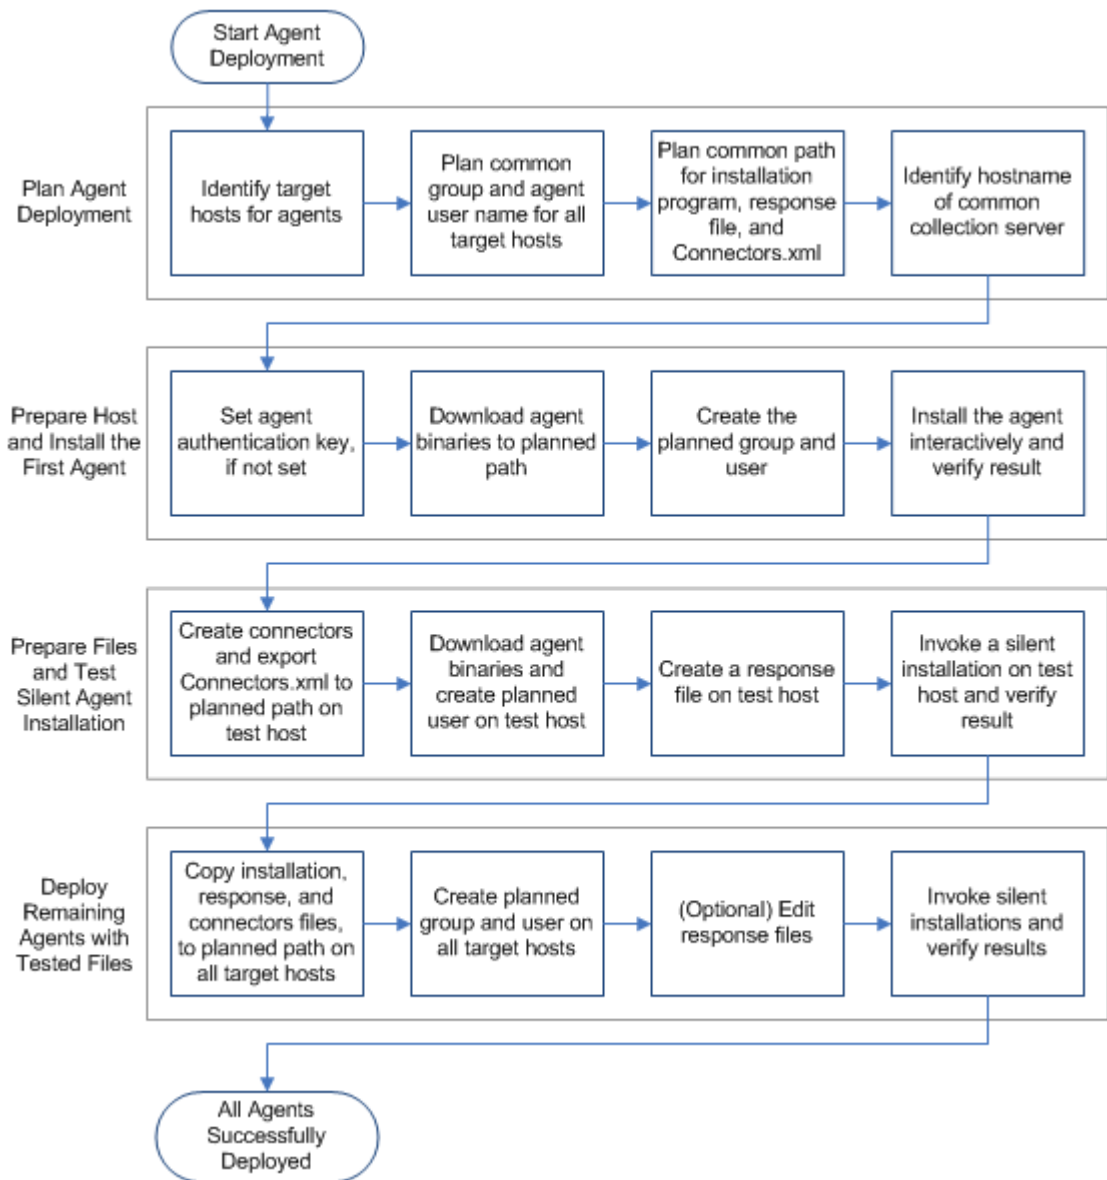 Start Agent
Deployment
Plan Agent
Deployment
Identify target
hosts for agents
Plan common
group and agent
user name for all
target hosts
Plan common path
for installation
program, response
file, and
Connectors.xml
Identify hostname
of common
collection server
Prepare Host
and Install the
First Agent
Set agent
authentication key,
if not set
Download agent
binaries to planned
path
Create the
planned group and
user
Install the agent
interactively and
verify result
Prepare Files
and Test
Silent Agent
Installation
Create connectors
and export
Connectors.xml to
planned path on
test host
Download agent
binaries and
create planned
user on test host
Create a response
file on test host
Invoke a silent
installation on test
host and verify
result
Deploy
Remaining
Agents with
Tested Files
Copy installation,
response, and
connectors files,
to planned path on
all target hosts
Create planned
group and user on
all target hosts
(Optional) Edit
response files
Invoke silent
installations and
verify results
All Agents
Successfully
Deployed